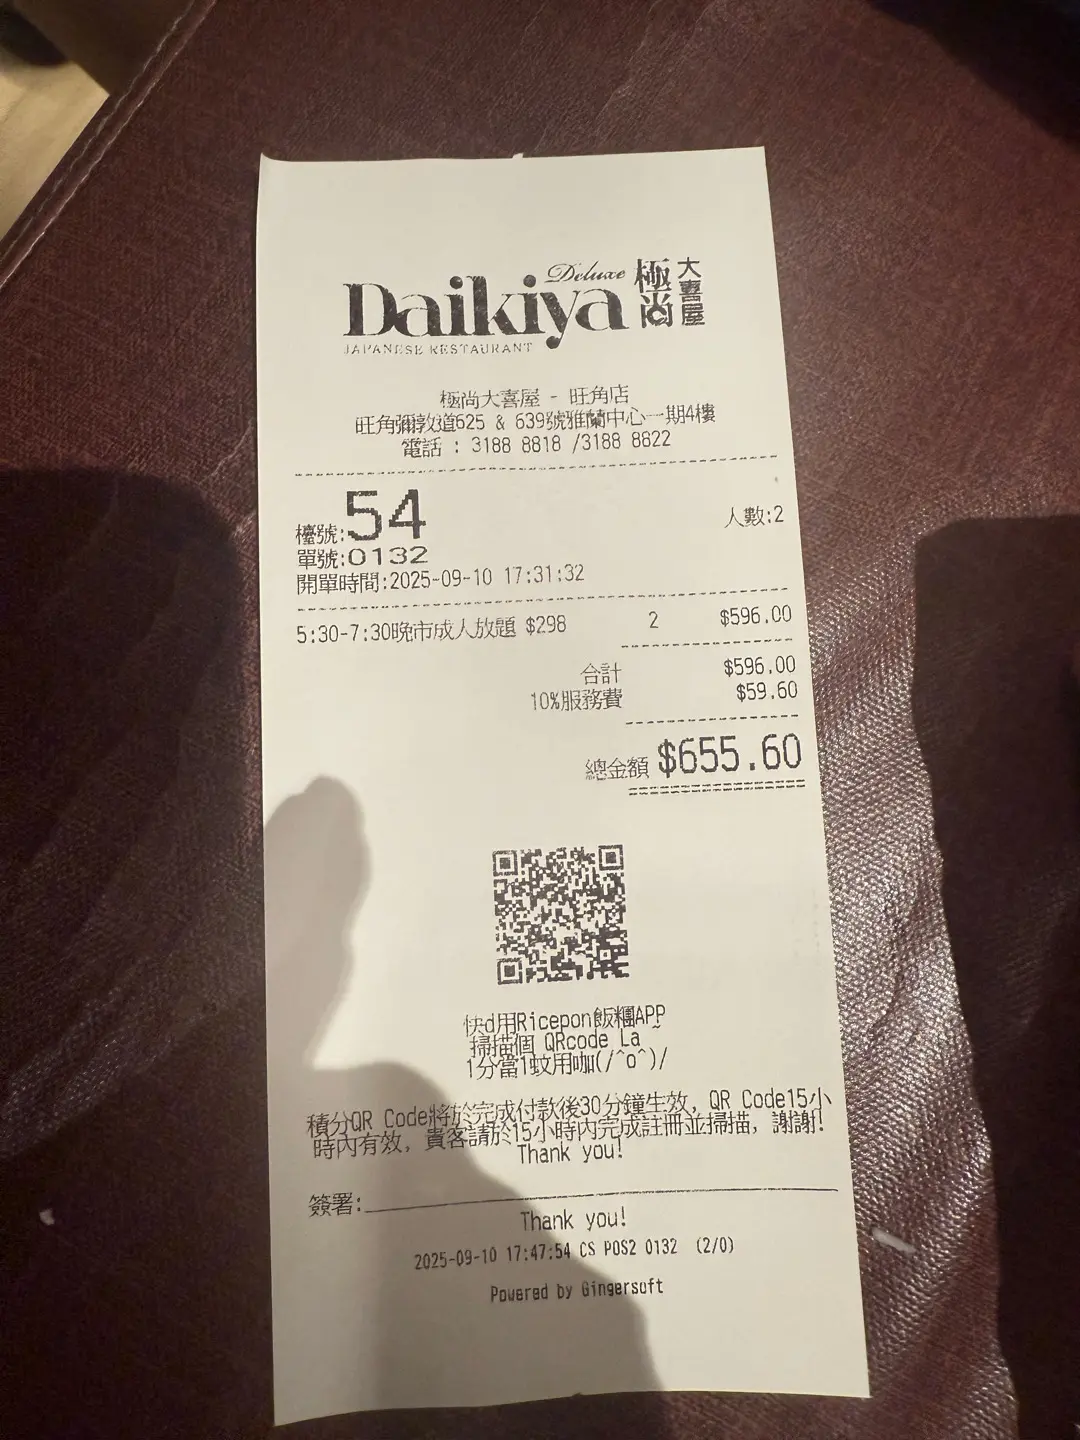 Deluxe
Daikiya 極尚 大喜屋
JAPANESE RESTAURANT
極尚大喜屋 - 旺角店
旺角彌敦道625 & 639號雅蘭中心一期4樓
電話 : 3188 8818 /3188 8822
檯號:54 人數:2
單號:0132
開單時間:2025-09-10 17:31:32
5:30-7:30晚市成人放題 $298 2 $596.00
合計 $596.00
10%服務費 $59.60
總金額 $655.60
快d用Ricepon飯糰APP
掃描個 QRcode La~
1分當1蚊用咖(/^o^)/
積分QR Code將於完成付款後30分鐘生效, QR Code15小
時內有效, 貴客請於15小時內完成註冊並掃描, 謝謝!
Thank you!
簽署:
Thank you!
2025-09-10 17:47:54 CS POS2 0132 (2/0)
Powered by Gingersoft